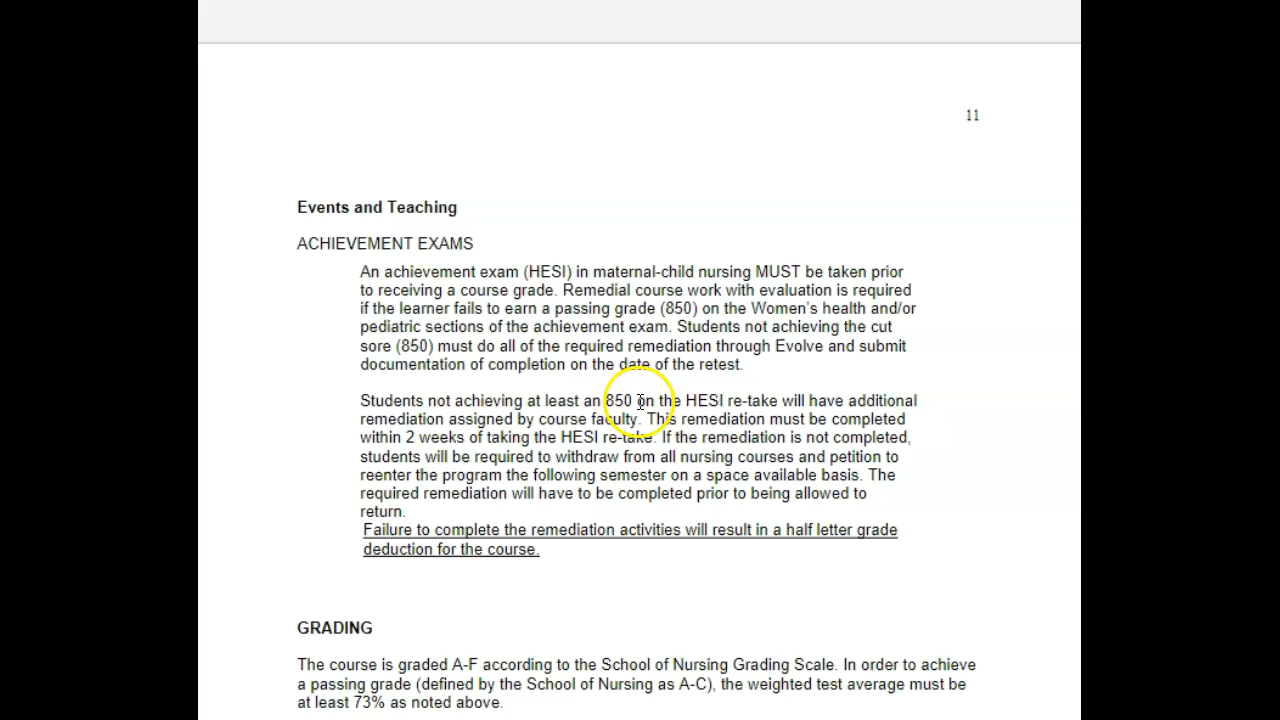 11
Events and Teaching
ACHIEVEMENT EXAMS
An achievement exam (HESI) in maternal-child nursing MUST be taken prior
to receiving a course grade. Remedial course work with evaluation is required
if the learner fails to earn a passing grade (850) on the Women's health and/or
pediatric sections of the achievement exam. Students not achieving the cut
sore (850) must do all of the required remediation through Evolve and submit
documentation of completion on the date of the retest.
Students not achieving at least an 850 on the HESI re-take will have additional
remediation assigned by course faculty. This remediation must be completed
within 2 weeks of taking the HESI re-take. If the remediation is not completed,
students will be required to withdraw from all nursing courses and petition to
reenter the program the following semester on a space available basis. The
required remediation will have to be completed prior to being allowed to
return.
Failure to complete the remediation activities will result in a half letter grade
deduction for the course.
GRADING
The course is graded A-F according to the School of Nursing Grading Scale. In order to achieve
a passing grade (defined by the School of Nursing as A-C), the weighted test average must be
at least 73% as noted above.